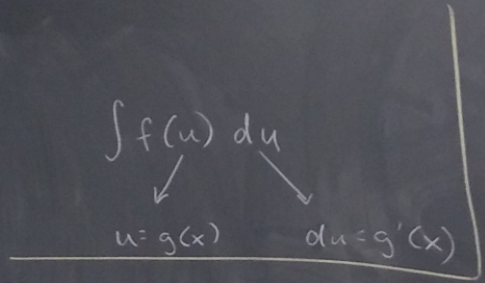 ∫ f(u) du
u = g(x) du = g'(x)